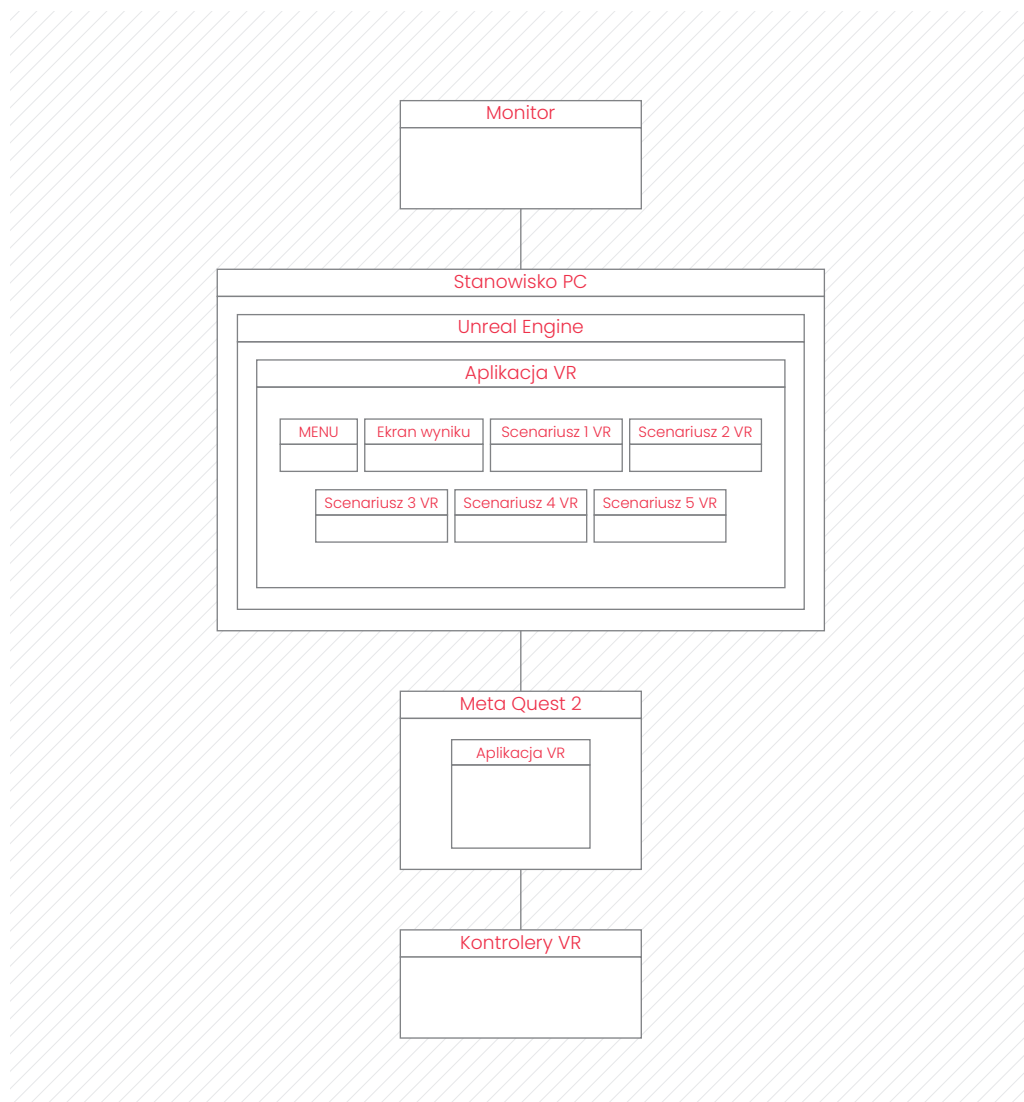 Monitor
Stanowisko PC
Unreal Engine
Aplikacja VR
MENU
Ekran wyniku
Scenariusz 1 VR
Scenariusz 2 VR
Scenariusz 3 VR
Scenariusz 4 VR
Scenariusz 5 VR
Meta Quest 2
Aplikacja VR
Kontrolery VR